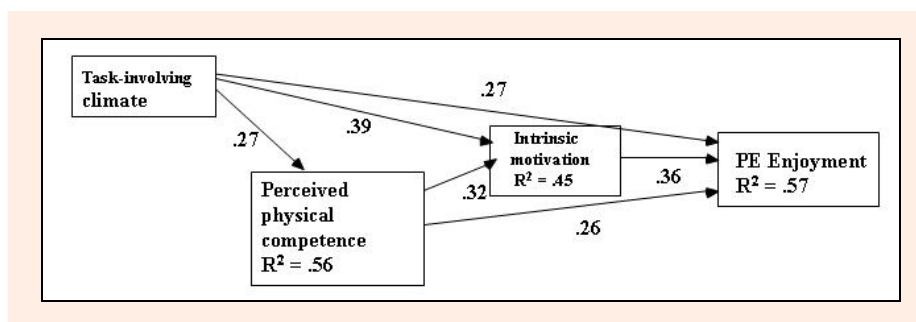 Task-involving
climate
.27
.39
.27
Intrinsic
motivation
R² = .45
PE Enjoyment
R² = .57
Perceived
physical
competence
R² = .56
.32
.36
.26